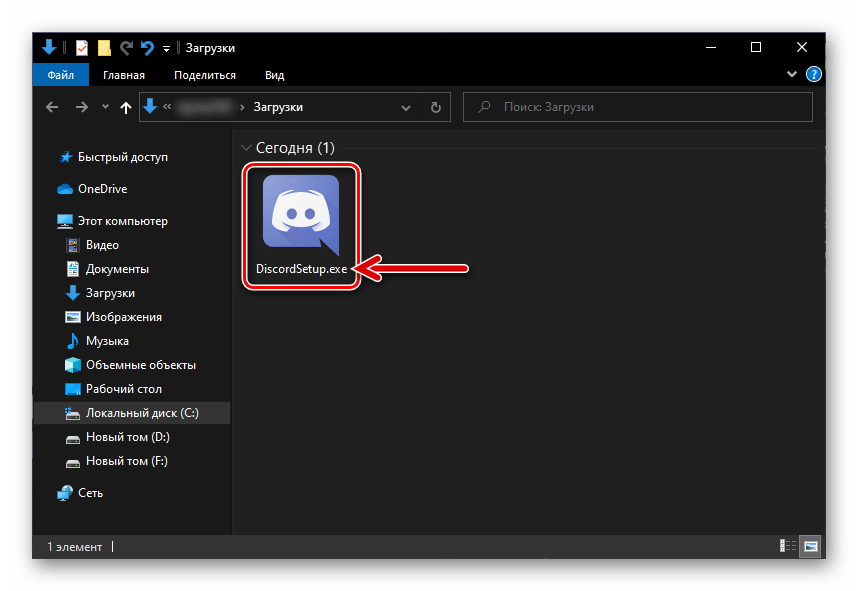 Загрузки
Файл Главная Поделиться Вид
« › Загрузки Поиск: Загрузки
Быстрый доступ
OneDrive
Этот компьютер
Видео
Документы
Загрузки
Изображения
Музыка
Объемные объекты
Рабочий стол
Локальный диск (C:)
Новый том (D:)
Новый том (F:)
Сеть
Сегодня (1)
DiscordSetup.exe
1 элемент